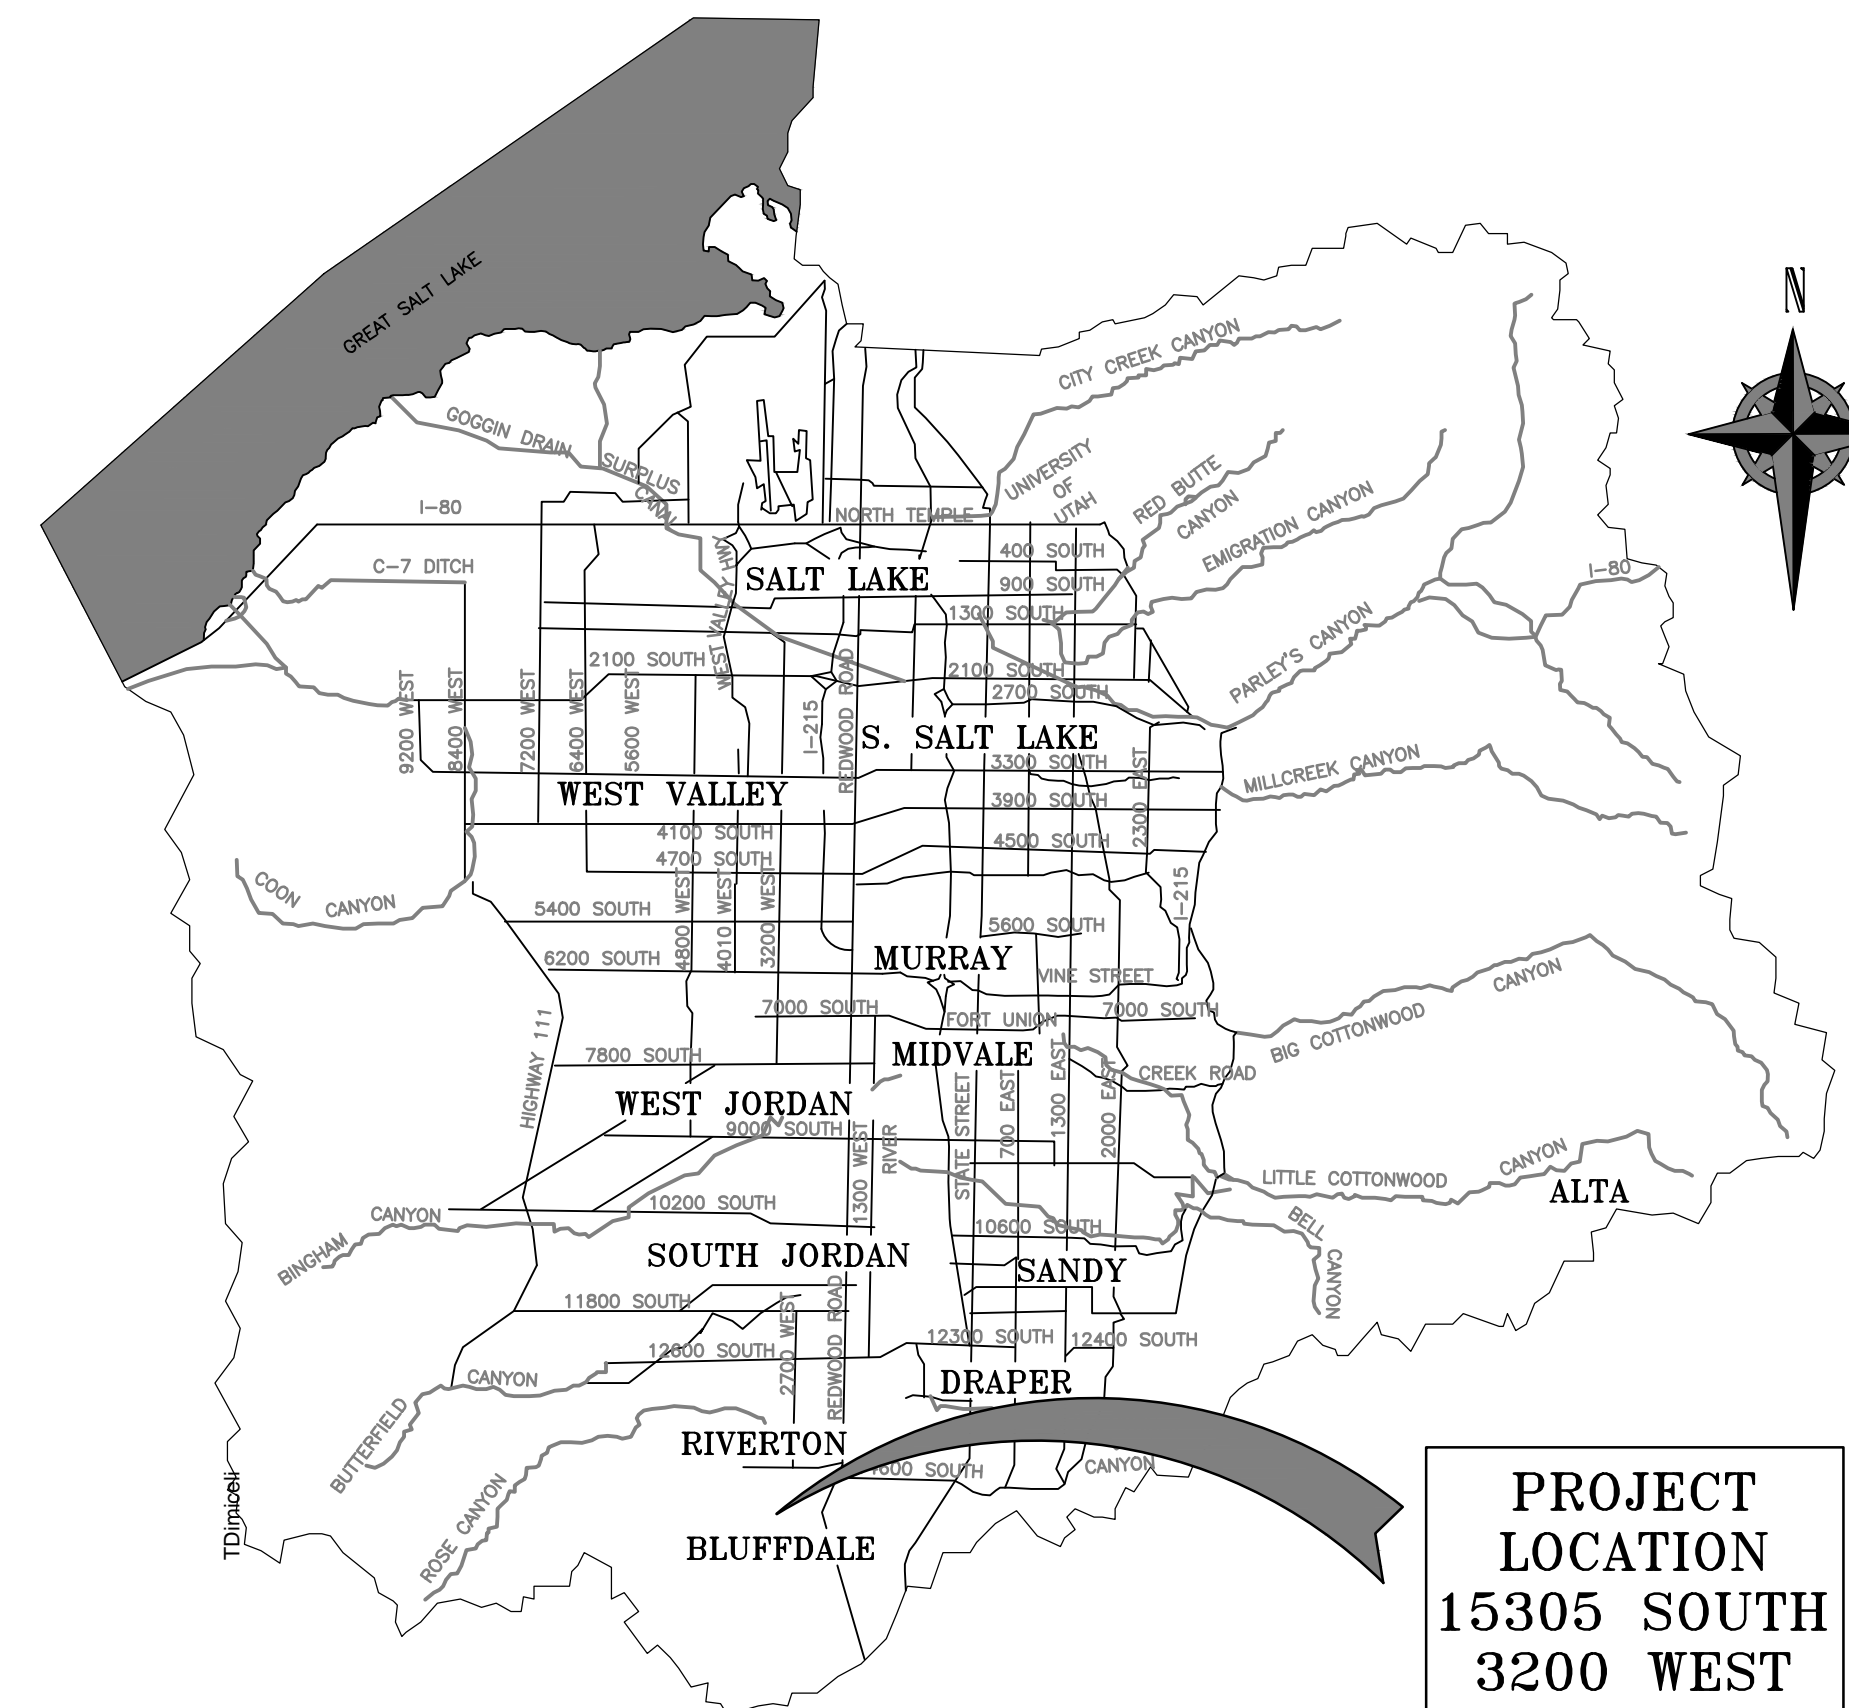 GREAT SALT LAKE
N
CITY CREEK CANYON
GOGGIN DRAIN
SURPLUS
CANAL
UNIVERSITY
OF
UTAH
RED BUTTE
CANYON
EMIGRATION CANYON
I-80
NORTH TEMPLE
400 SOUTH
C-7 DITCH
SALT LAKE
WEST VALLEY HWY
900 SOUTH
1300 SOUTH
I-80
PARLEY'S CANYON
2100 SOUTH
2100 SOUTH
2700 SOUTH
9200 WEST
8400 WEST
7200 WEST
6400 WEST
5600 WEST
I-215
REDWOOD ROAD
S. SALT LAKE
3300 SOUTH
2300 EAST
MILLCREEK CANYON
WEST VALLEY
3900 SOUTH
4100 SOUTH
4500 SOUTH
4700 SOUTH
COON CANYON
4800 WEST
4010 WEST
3200 WEST
I-215
5400 SOUTH
5600 SOUTH
6200 SOUTH
MURRAY
VINE STREET
BIG COTTONWOOD CANYON
7000 SOUTH
FORT UNION
7000 SOUTH
HIGHWAY 111
7800 SOUTH
MIDVALE
1300 EAST
CREEK ROAD
WEST JORDAN
STATE STREET
700 EAST
2000 EAST
9000 SOUTH
1300 WEST
RIVER
LITTLE COTTONWOOD CANYON
ALTA
10200 SOUTH
BINGHAM CANYON
10600 SOUTH
BELL
CANYON
SOUTH JORDAN
SANDY
11800 SOUTH
2700 WEST
REDWOOD ROAD
12300 SOUTH
12400 SOUTH
12600 SOUTH
BUTTERFIELD CANYON
DRAPER
RIVERTON
600 SOUTH
CANYON
ROSE CANYON
TDimiceli
BLUFFDALE
PROJECT
LOCATION
15305 SOUTH
3200 WEST